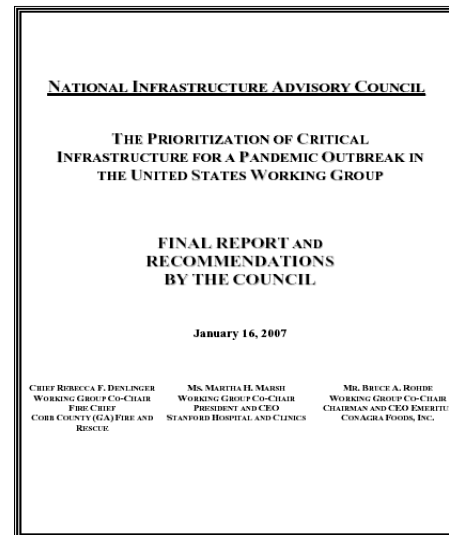 NATIONAL INFRASTRUCTURE ADVISORY COUNCIL
THE PRIORITIZATION OF CRITICAL
INFRASTRUCTURE FOR A PANDEMIC OUTBREAK IN
THE UNITED STATES WORKING GROUP
FINAL REPORT AND
RECOMMENDATIONS
BY THE COUNCIL
January 16, 2007
CHIEF REBECCA F. DENLINGER
WORKING GROUP CO-CHAIR
FIRE CHIEF
COBB COUNTY (GA) FIRE AND
RESCUE
MS. MARTHA H. MARSH
WORKING GROUP CO-CHAIR
PRESIDENT AND CEO
STANFORD HOSPITAL AND CLINICS
MR. BRUCE A. ROHDE
WORKING GROUP CO-CHAIR
CHAIRMAN AND CEO EMERITU
CONAGRA FOODS, INC.